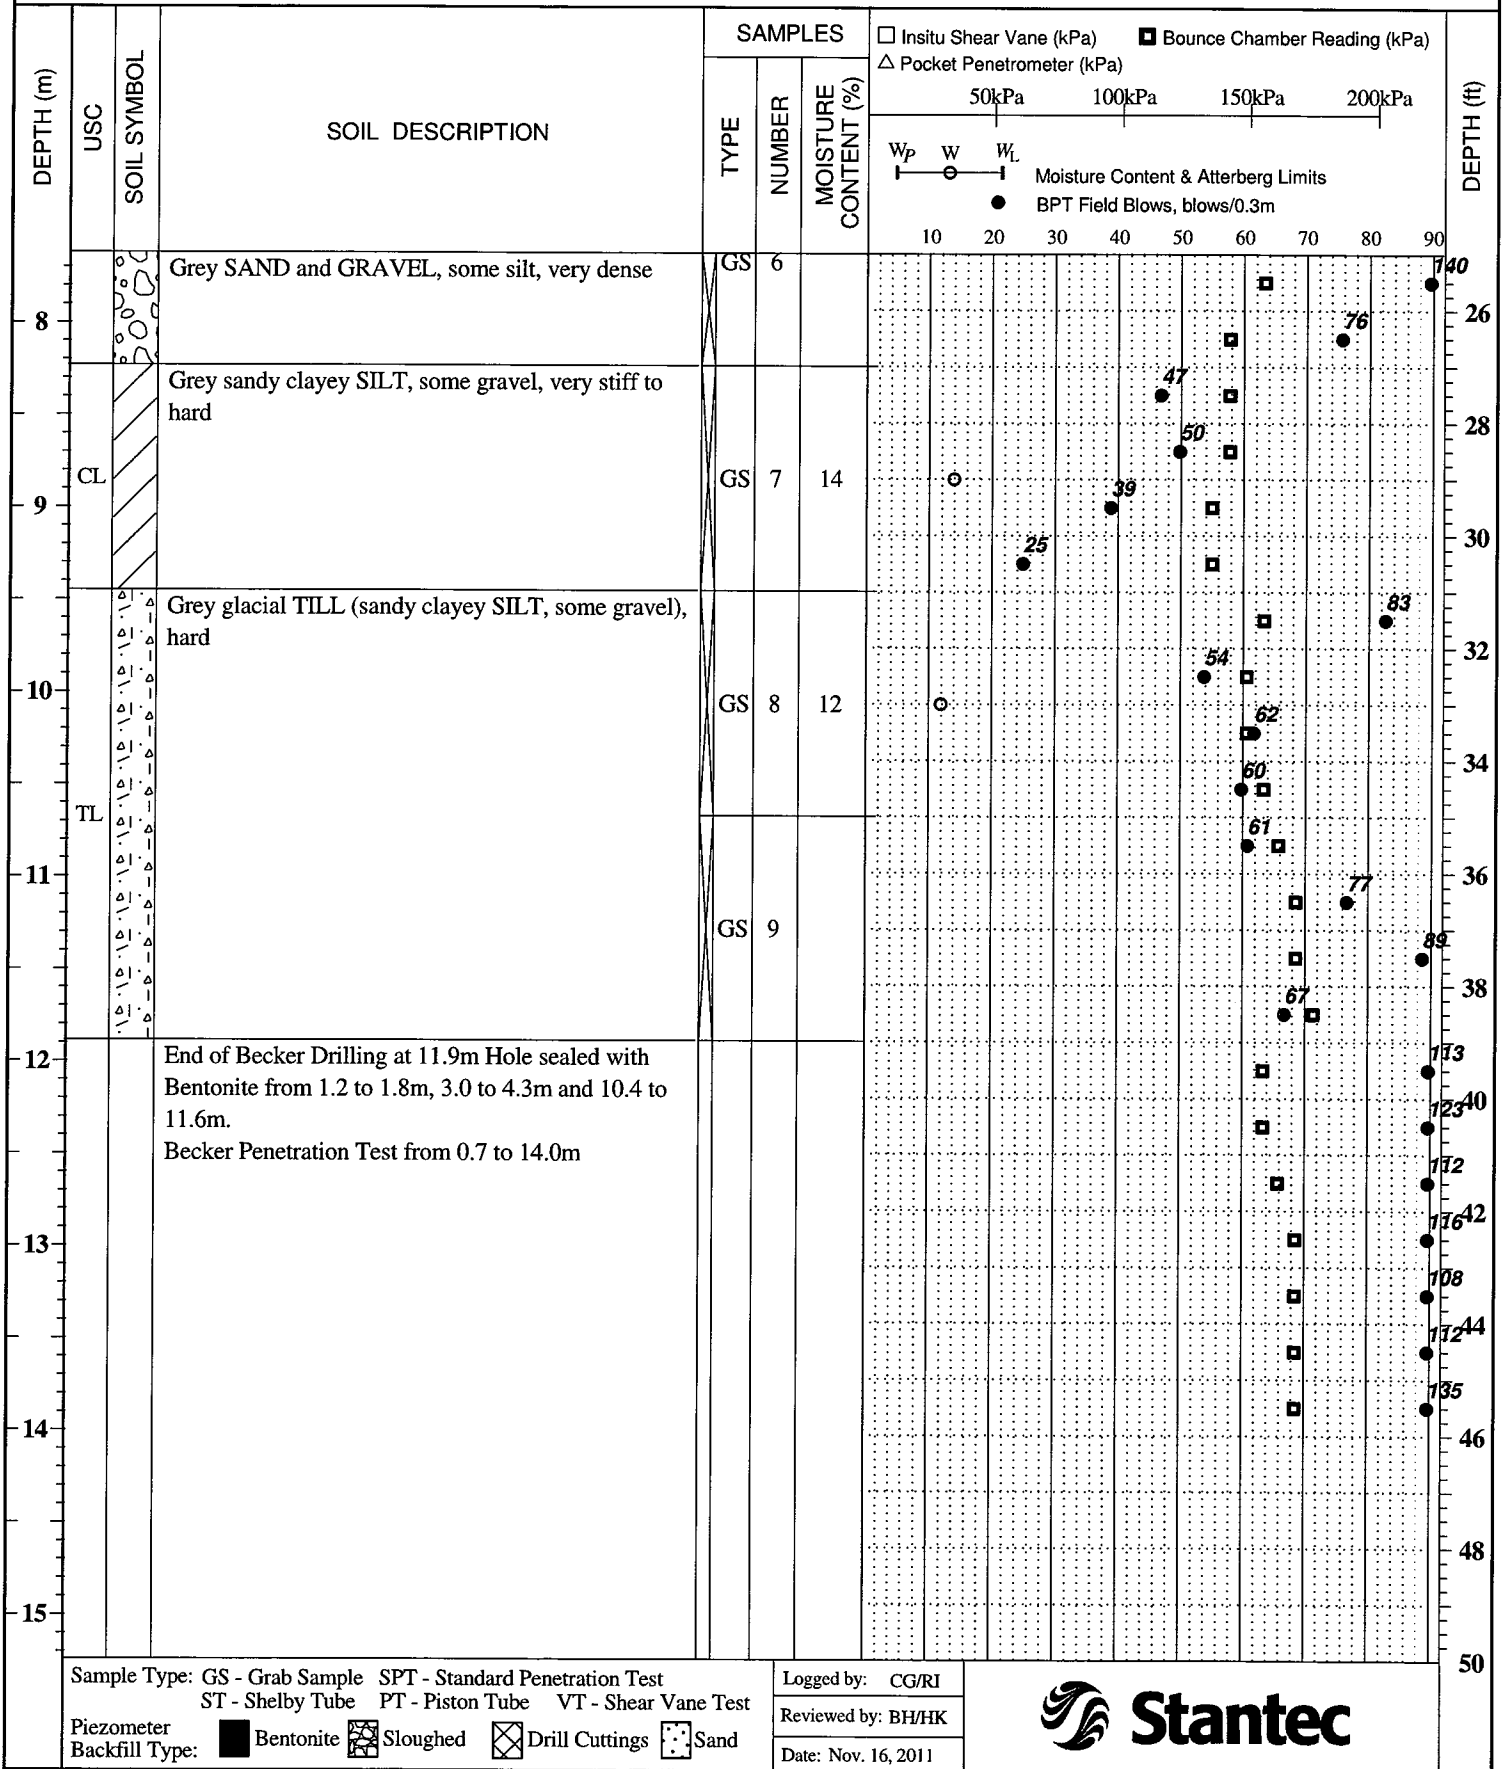 DEPTH (m)
USC
SOIL SYMBOL
SOIL DESCRIPTION
SAMPLES
TYPE
NUMBER
MOISTURE CONTENT (%)
Insitu Shear Vane (kPa)
Bounce Chamber Reading (kPa)
Pocket Penetrometer (kPa)
50kPa 100kPa 150kPa 200kPa
WP W WL
Moisture Content & Atterberg Limits
BPT Field Blows, blows/0.3m
10 20 30 40 50 60 70 80 90
DEPTH (ft)
Grey SAND and GRAVEL, some silt, very dense
GS 6
140
8
26
76
Grey sandy clayey SILT, some gravel, very stiff to
hard
47
28
50
CL
GS 7 14
39
9
30
25
Grey glacial TILL (sandy clayey SILT, some gravel),
hard
83
32
54
10
GS 8 12
62
34
60
TL
61
11
36
77
GS 9
89
38
67
End of Becker Drilling at 11.9m Hole sealed with
Bentonite from 1.2 to 1.8m, 3.0 to 4.3m and 10.4 to
11.6m.
Becker Penetration Test from 0.7 to 14.0m
12
113
40
123
112
42
116
13
108
44
112
135
14
46
48
15
50
Sample Type: GS - Grab Sample SPT - Standard Penetration Test
ST - Shelby Tube PT - Piston Tube VT - Shear Vane Test
Piezometer
Backfill Type:
Bentonite Sloughed Drill Cuttings Sand
Logged by: CG/RI
Reviewed by: BH/HK
Date: Nov. 16, 2011
Stantec